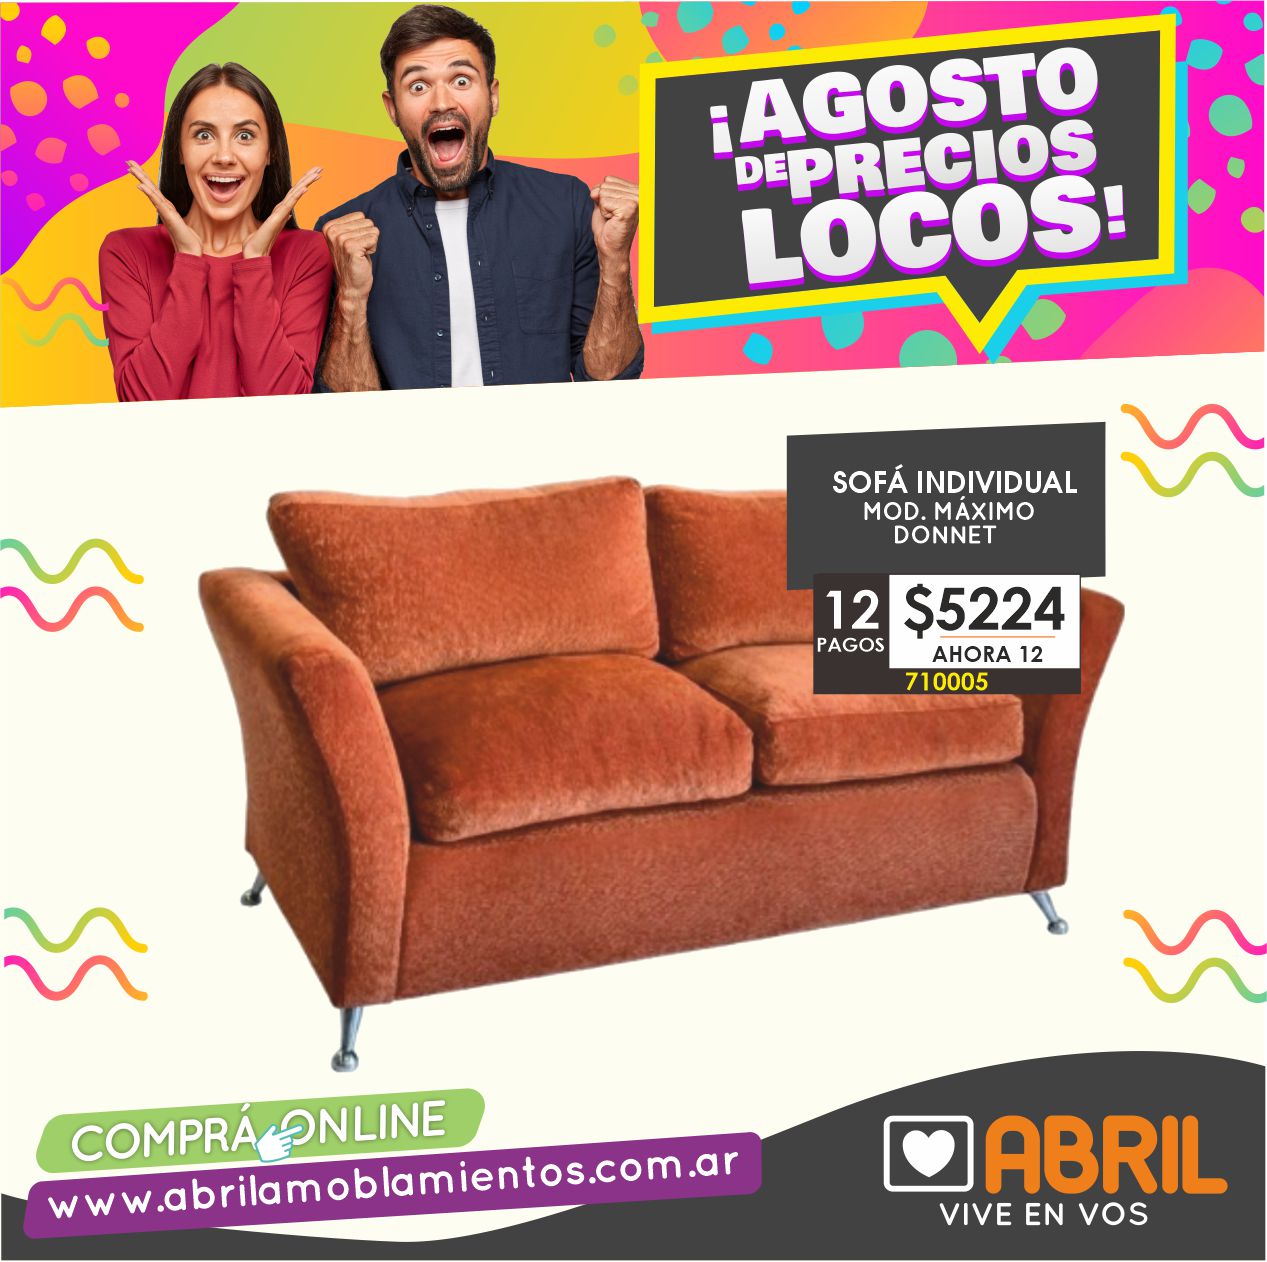 ¡AGOSTO
DE PRECIOS
LOCOS!
SOFÁ INDIVIDUAL
MOD. MÁXIMO
DONNET
12
PAGOS
$5224
AHORA 12
710005
COMPRÁ ONLINE
www.abrilamoblamientos.com.ar
ABRIL
VIVE EN VOS